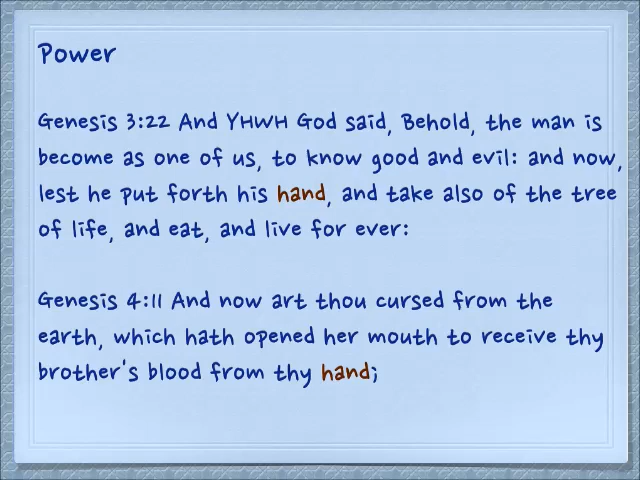 Power
Genesis 3:22 And YHWH God said, Behold, the man is
become as one of us, to know good and evil: and now,
lest he put forth his hand, and take also of the tree
of life, and eat, and live for ever:
Genesis 4:11 And now art thou cursed from the
earth, which hath opened her mouth to receive thy
brother's blood from thy hand;